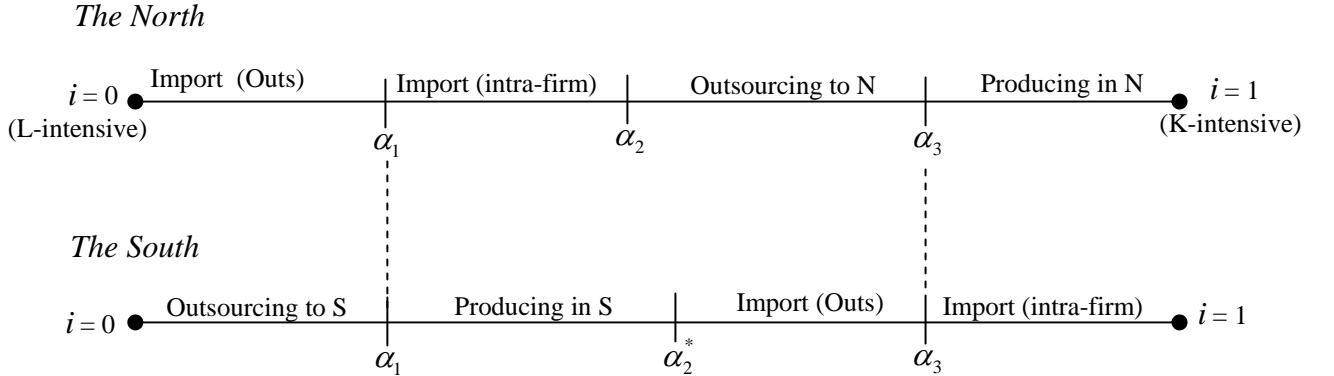 The North
Import (Outs) Import (intra-firm) Outsourcing to N Producing in N
i = 0 i = 1
(L-intensive) (K-intensive)
α1 α2 α3
The South
Outsourcing to S Producing in S Import (Outs) Import (intra-firm)
i = 0 i = 1
α1 α2* α3